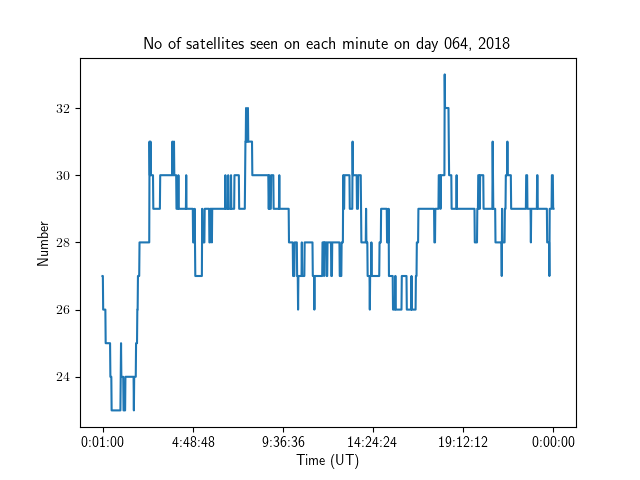 No of satellites seen on each minute on day 064, 2018
32
30
28
26
24
Number
0:01:00 4:48:48 9:36:36 14:24:24 19:12:12 0:00:00
Time (UT)